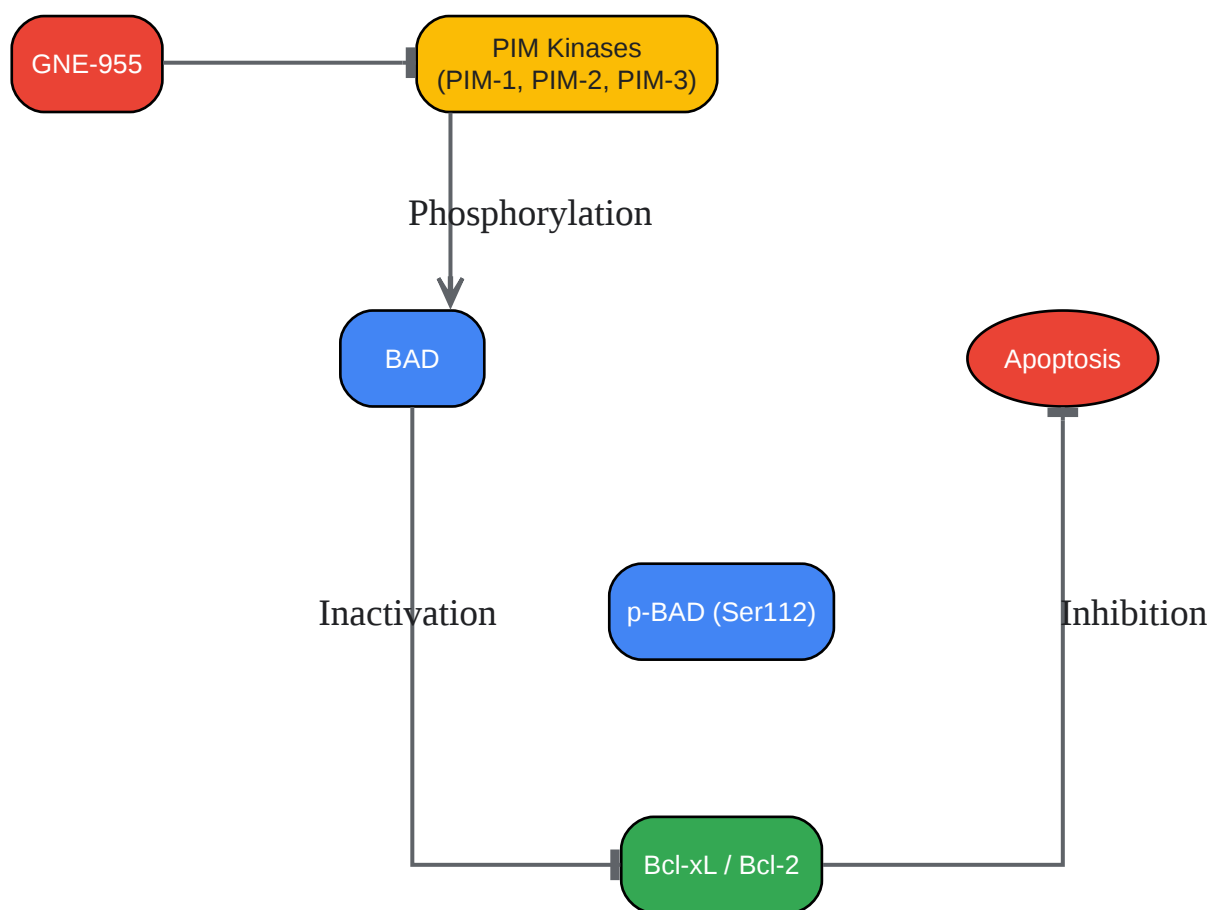 GNE-955
PIM Kinases
(PIM-1, PIM-2, PIM-3)
Phosphorylation
BAD
Apoptosis
Inactivation
p-BAD (Ser112)
Inhibition
Bcl-xL / Bcl-2